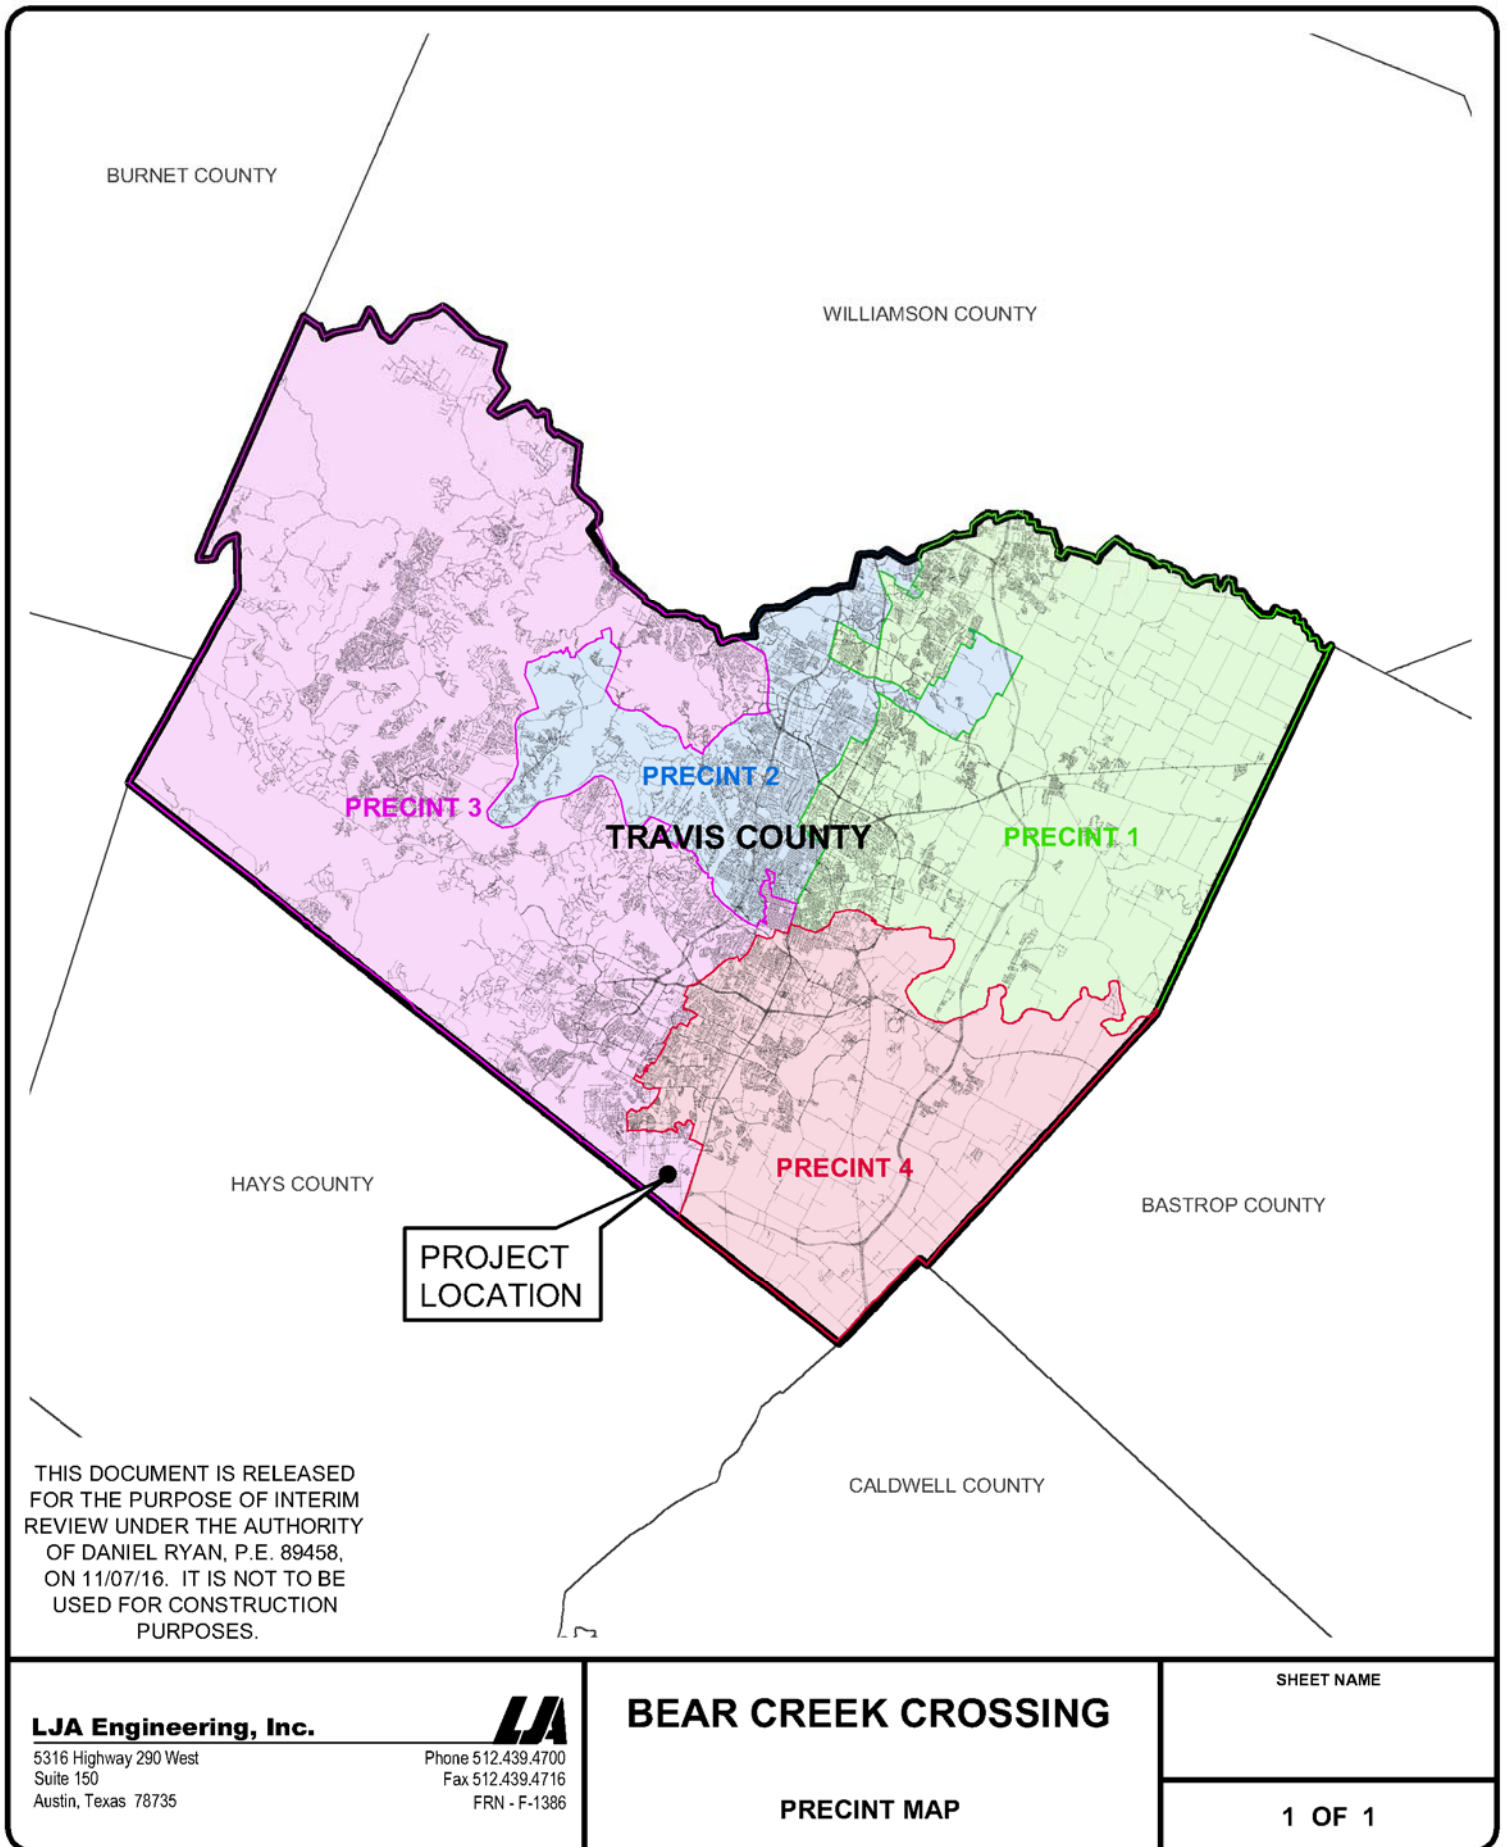 BURNET COUNTY
WILLIAMSON COUNTY
PRECINT 2
PRECINT 3
TRAVIS COUNTY
PRECINT 1
PRECINT 4
HAYS COUNTY
BASTROP COUNTY
PROJECT
LOCATION
CALDWELL COUNTY
THIS DOCUMENT IS RELEASED
FOR THE PURPOSE OF INTERIM
REVIEW UNDER THE AUTHORITY
OF DANIEL RYAN, P.E. 89458,
ON 11/07/16. IT IS NOT TO BE
USED FOR CONSTRUCTION
PURPOSES.
LJA Engineering, Inc.
LJA
5316 Highway 290 West
Suite 150
Austin, Texas 78735
Phone 512.439.4700
Fax 512.439.4716
FRN - F-1386
BEAR CREEK CROSSING
PRECINT MAP
SHEET NAME
1 OF 1